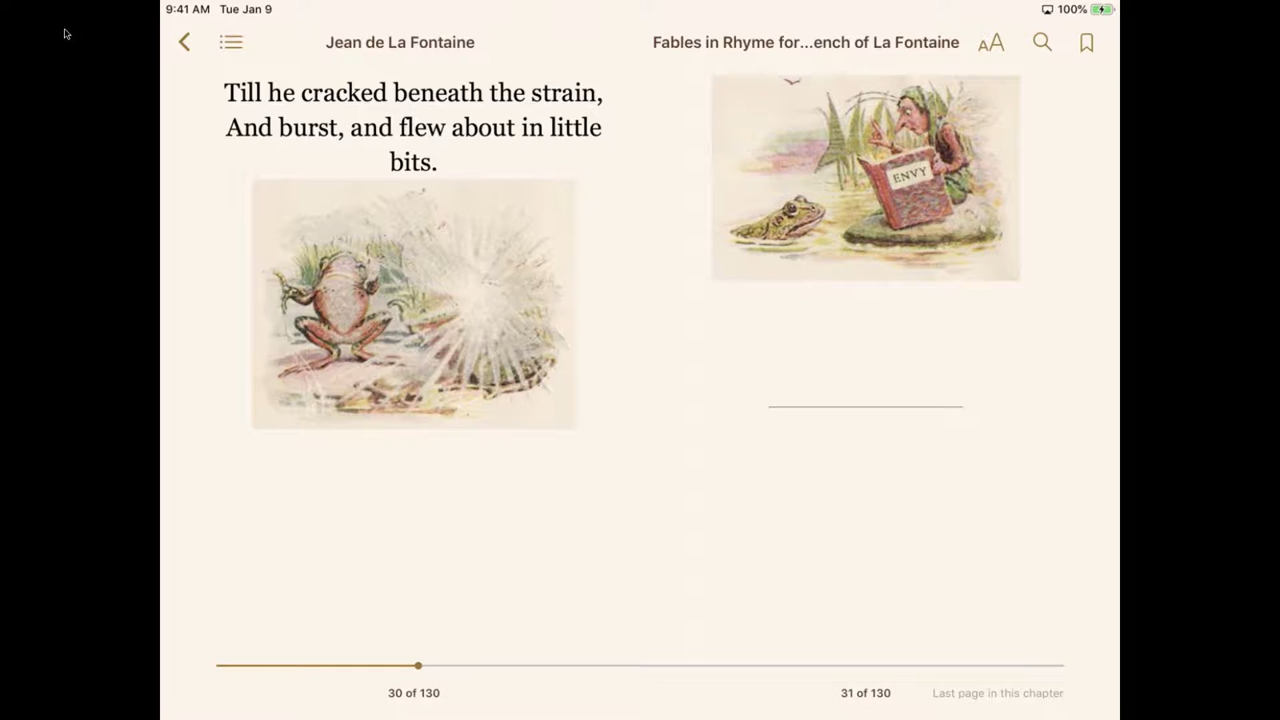 9:41 AM Tue Jan 9
100%
Jean de La Fontaine
Fables in Rhyme for...ench of La Fontaine
AA
Till he cracked beneath the strain,
And burst, and flew about in little
bits.
ENVY
30 of 130
31 of 130
Last page in this chapter